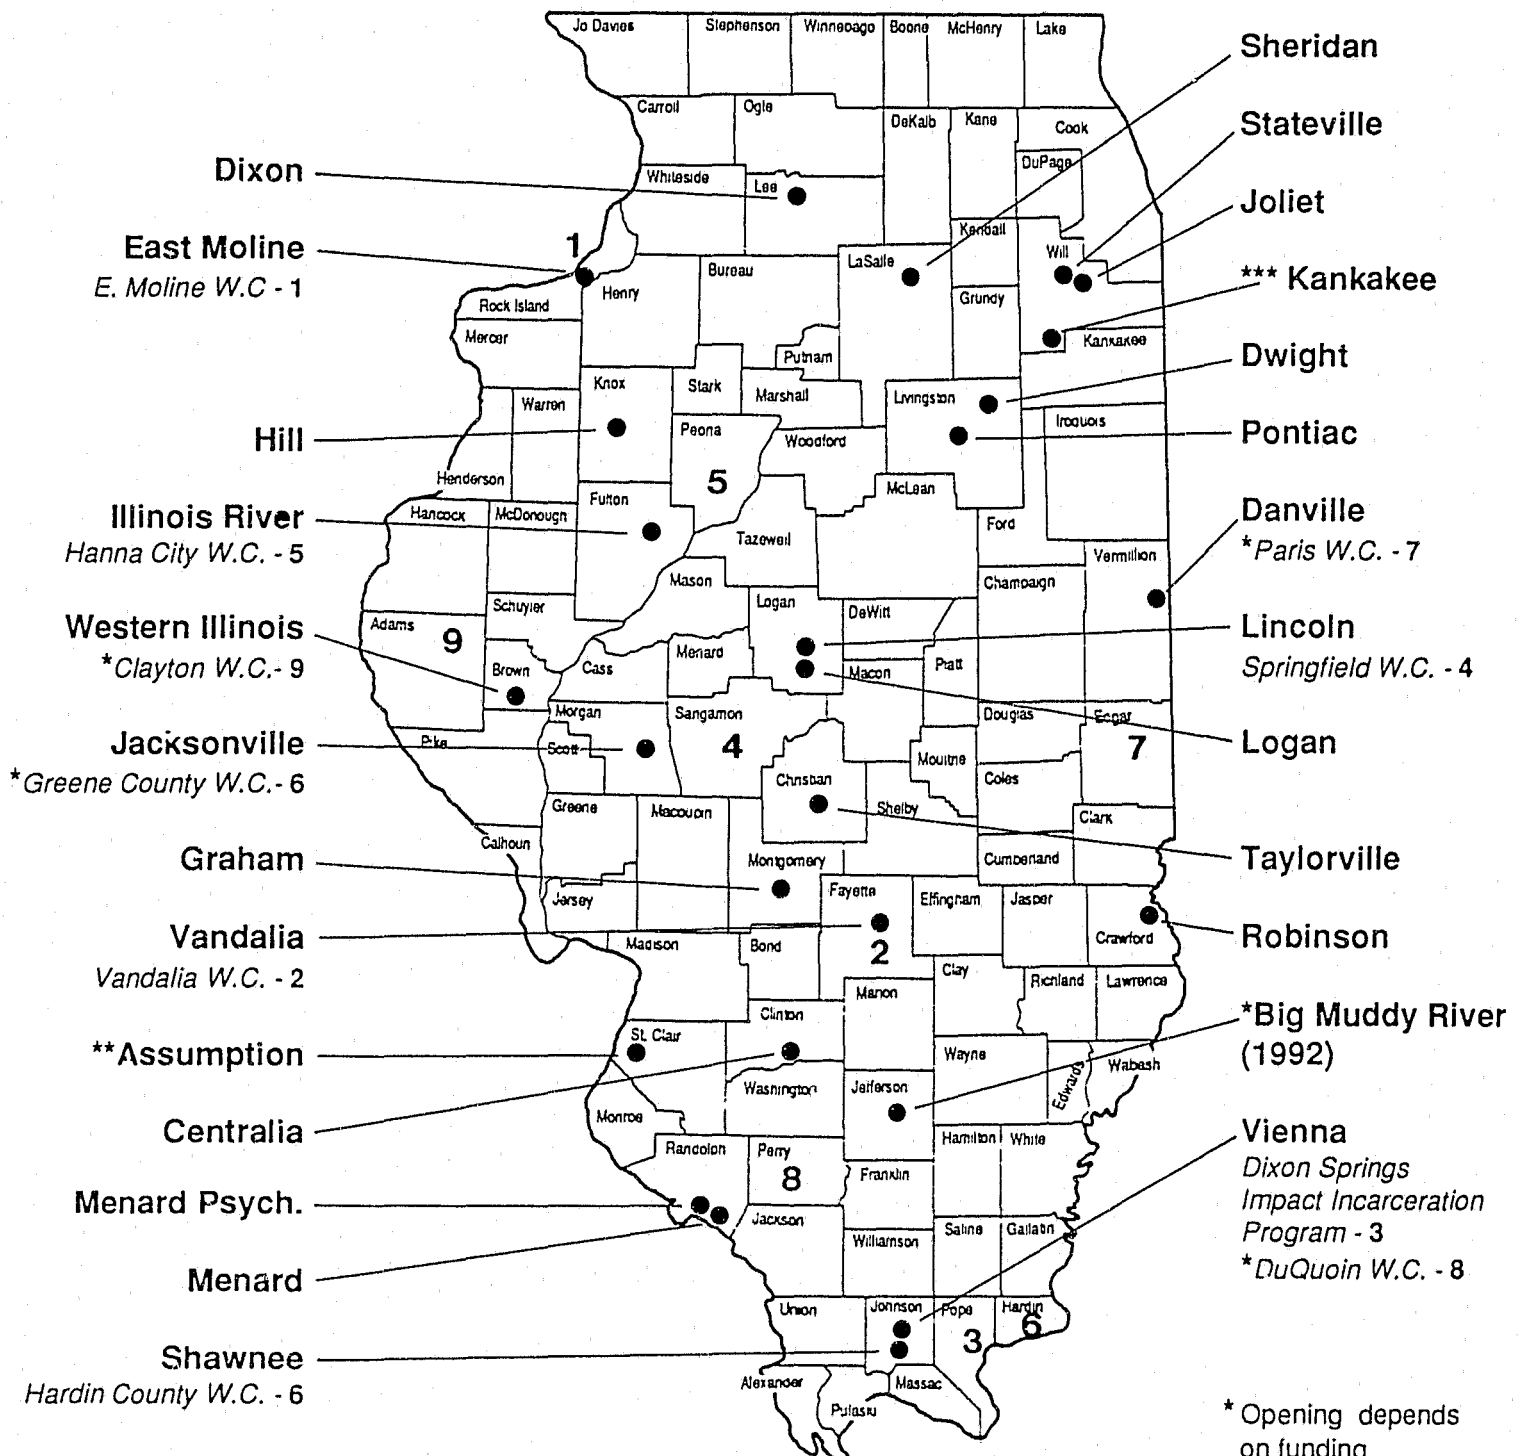 Jo Davies
Stephenson
Winnebago
Boone
McHenry
Lake
Sheridan
Carroll
Ogle
DeKalb
Kane
Cook
Stateville
DuPage
Dixon
Whiteside
Lee
Joliet
Kendall
East Moline
1
E. Moline W.C - 1
Will
LaSalle
Bureau
*** Kankakee
Henry
Rock Island
Grundy
Mercer
Kankakee
Putnam
Dwight
Knox
Stark
Marshall
Livingston
Warren
Iroquois
Hill
Peoria
Woodford
Pontiac
5
Henderson
McLean
Fulton
Hancock
McDonough
Illinois River
Hanna City W.C. - 5
Ford
Danville
*Paris W.C. - 7
Tazewell
Vermillion
Mason
Champaign
Logan
DeWitt
Schuyler
Adams
9
Western Illinois
*Clayton W.C.- 9
Lincoln
Springfield W.C. - 4
Menard
Cass
Brown
Macon
Piatt
Morgan
Sangamon
Douglas
Edgar
Jacksonville
*Greene County W.C.- 6
Pike
Scott
4
7
Logan
Moultrie
Christian
Coles
Shelby
Greene
Macoupin
Clark
Calhoun
Graham
Montgomery
Cumberland
Taylorville
Jersey
Fayette
Effingham
Jasper
Vandalia
Vandalia W.C. - 2
Madison
Bond
2
Crawford
Robinson
Clay
Richland
Lawrence
Marion
Clinton
*Big Muddy River
(1992)
St. Clair
**Assumption
Wayne
Edwards
Wabash
Washington
Jefferson
Monroe
Centralia
Hamilton
White
Vienna
Dixon Springs
Impact Incarceration
Program - 3
*DuQuoin W.C. - 8
Randolph
Perry
8
Franklin
Menard Psych.
Jackson
Saline
Gallatin
Williamson
Menard
Union
Johnson
Pope
Hardin
3
6
Shawnee
Hardin County W.C. - 6
Alexander
Massac
Pulaski
* Opening depends
on funding